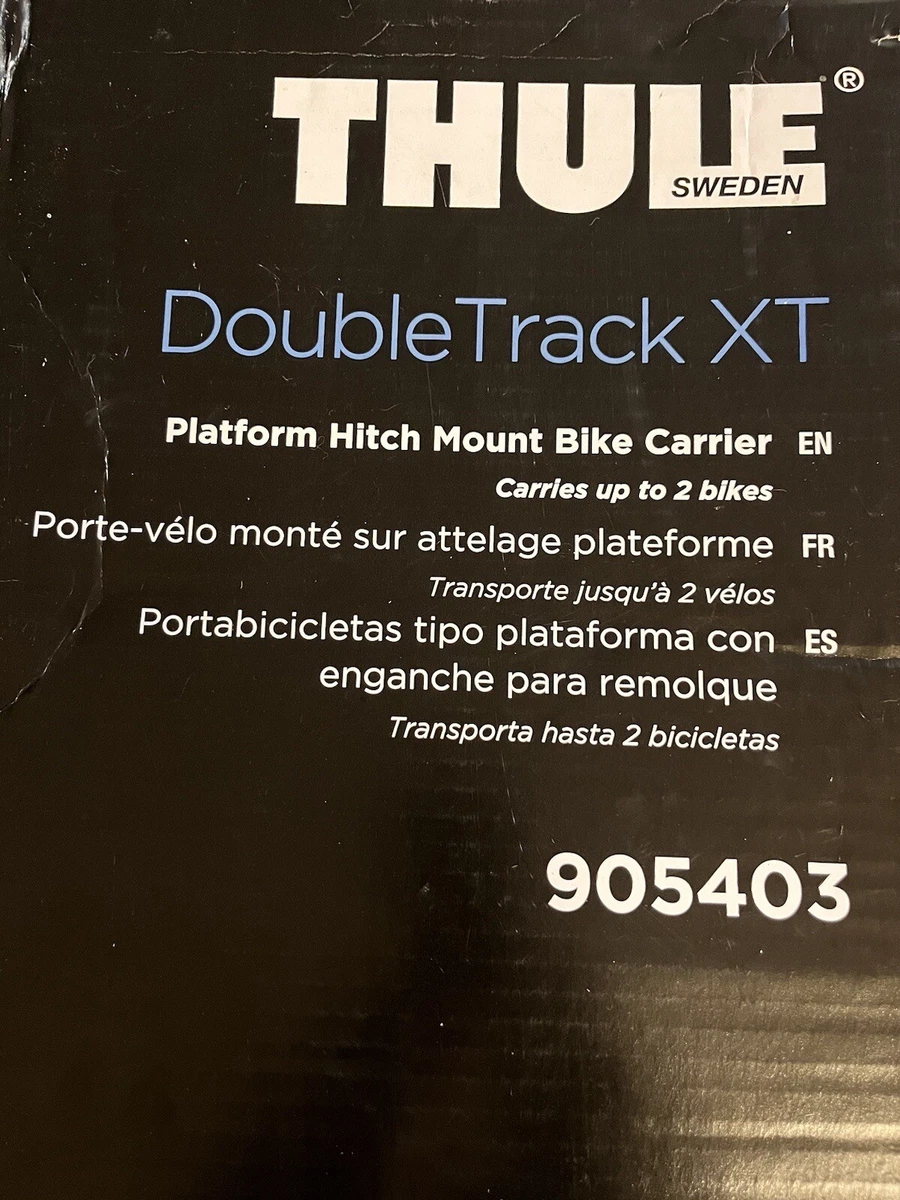 THULE®
SWEDEN
DoubleTrack XT
Platform Hitch Mount Bike Carrier EN
Carries up to 2 bikes
Porte-vélo monté sur attelage plateforme FR
Transporte jusqu'à 2 vélos
Portabicicletas tipo plataforma con ES
enganche para remolque
Transporta hasta 2 bicicletas
905403